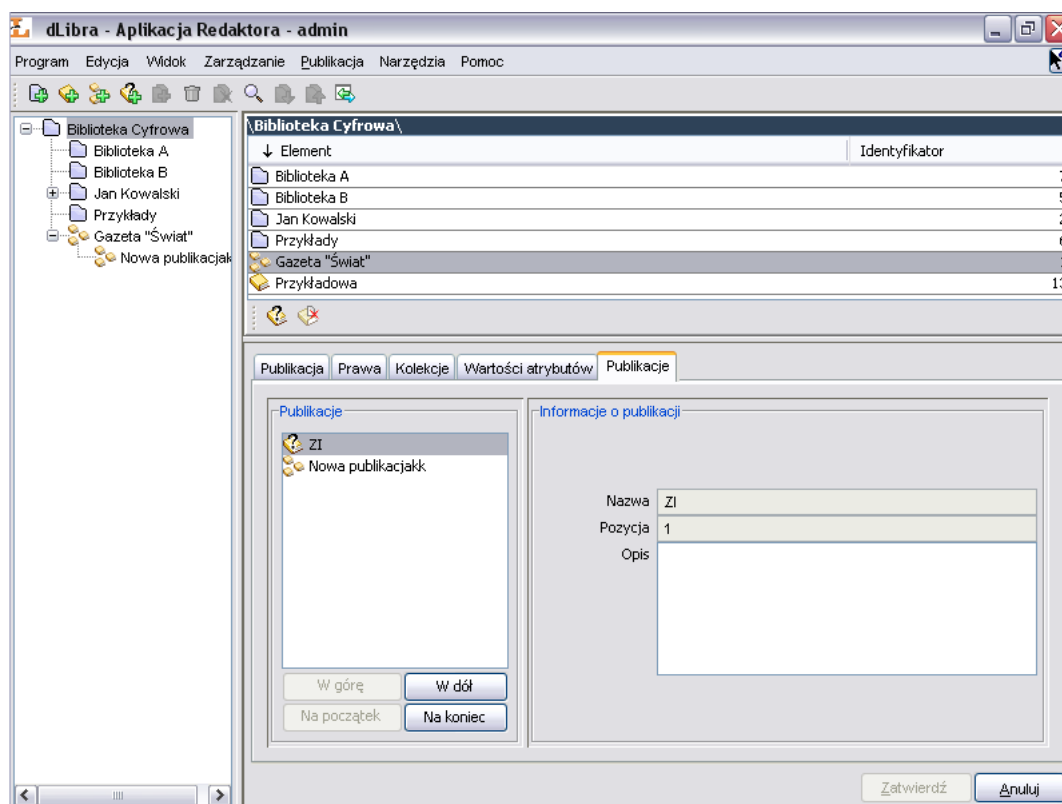 dLibra - Aplikacja Redaktora - admin
Program Edycja Widok Zarządzanie Publikacja Narzędzia Pomoc
Biblioteka Cyfrowa
Biblioteka A
Biblioteka B
Jan Kowalski
Przykłady
Gazeta "Świat"
Nowa publikacjak
\Biblioteka Cyfrowa\
Element Identyfikator
Biblioteka A
Biblioteka B
Jan Kowalski
Przykłady
Gazeta "Świat"
Przykładowa 13
Publikacja Prawa Kolekcje Wartości atrybutów Publikacje
Publikacje
ZI
Nowa publikacjakk
W górę W dół
Na początek Na koniec
Informacje o publikacji
Nazwa ZI
Pozycja 1
Opis
Zatwierdź Anuluj